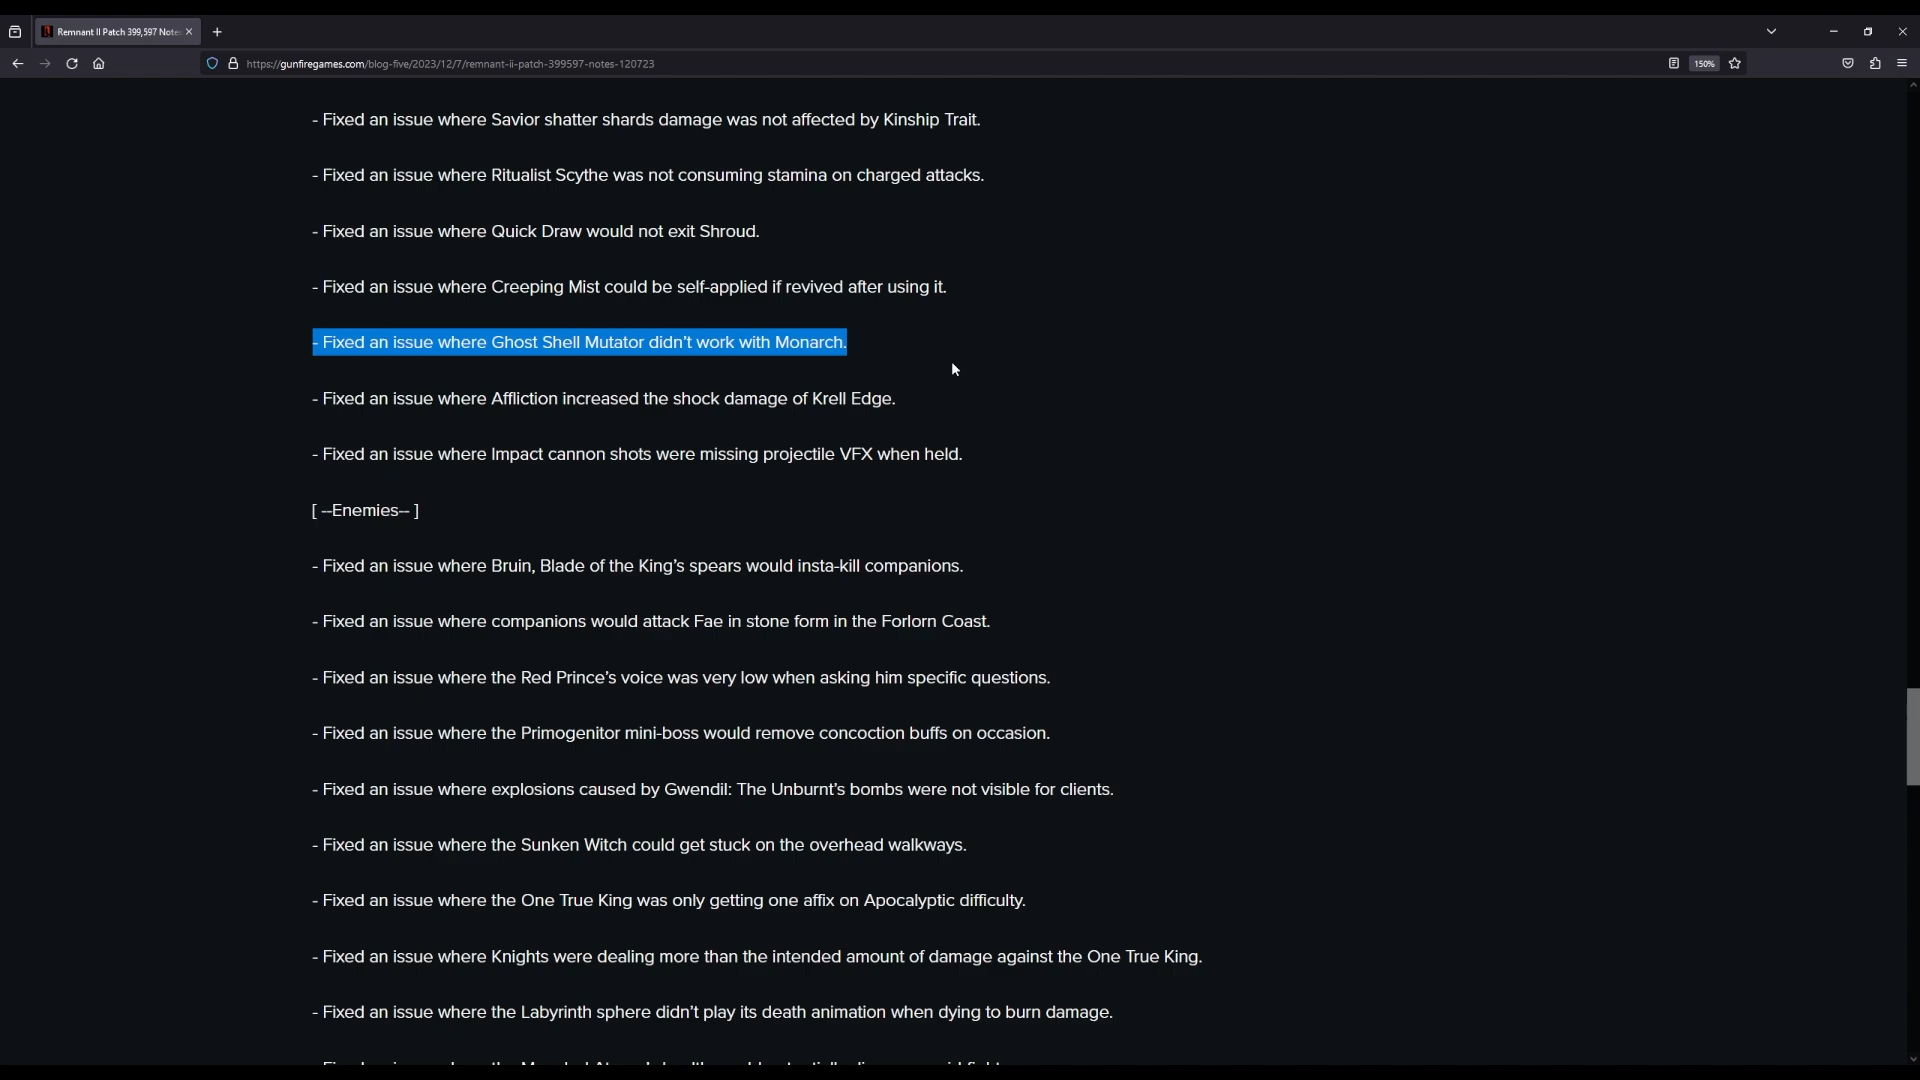 Remnant II Patch 399,597 Note
https://gunfiregames.com/blog-five/2023/12/7/remnant-ii-patch-399597-notes-120723
150%
- Fixed an issue where Savior shatter shards damage was not affected by Kinship Trait.
- Fixed an issue where Ritualist Scythe was not consuming stamina on charged attacks.
- Fixed an issue where Quick Draw would not exit Shroud.
- Fixed an issue where Creeping Mist could be self-applied if revived after using it.
- Fixed an issue where Ghost Shell Mutator didn’t work with Monarch.
- Fixed an issue where Affliction increased the shock damage of Krell Edge.
- Fixed an issue where Impact cannon shots were missing projectile VFX when held.
[ --Enemies-- ]
- Fixed an issue where Bruin, Blade of the King’s spears would insta-kill companions.
- Fixed an issue where companions would attack Fae in stone form in the Forlorn Coast.
- Fixed an issue where the Red Prince’s voice was very low when asking him specific questions.
- Fixed an issue where the Primogenitor mini-boss would remove concoction buffs on occasion.
- Fixed an issue where explosions caused by Gwendil: The Unburnt’s bombs were not visible for clients.
- Fixed an issue where the Sunken Witch could get stuck on the overhead walkways.
- Fixed an issue where the One True King was only getting one affix on Apocalyptic difficulty.
- Fixed an issue where Knights were dealing more than the intended amount of damage against the One True King.
- Fixed an issue where the Labyrinth sphere didn’t play its death animation when dying to burn damage.